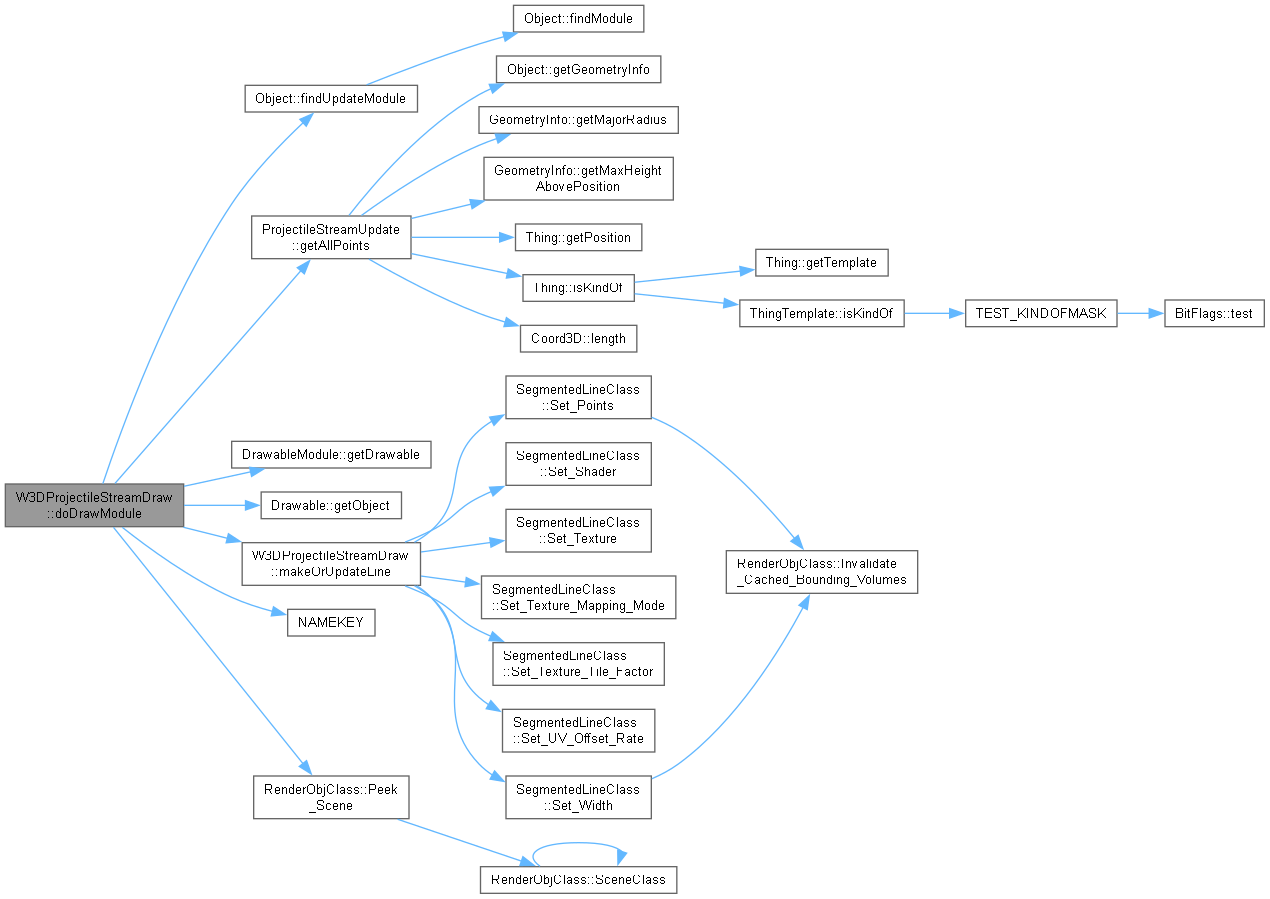 Object::findModule
Object::getGeometryInfo
Object::findUpdateModule
GeometryInfo::getMajorRadius
GeometryInfo::getMaxHeight
AbovePosition
ProjectileStreamUpdate
::getAllPoints
Thing::getPosition
Thing::getTemplate
Thing::isKindOf
ThingTemplate::isKindOf
TEST_KINDOFMASK
BitFlags::test
Coord3D::length
SegmentedLineClass
::Set_Points
DrawableModule::getDrawable
SegmentedLineClass
::Set_Shader
W3DProjectileStreamDraw
::doDrawModule
Drawable::getObject
SegmentedLineClass
::Set_Texture
W3DProjectileStreamDraw
::makeOrUpdateLine
RenderObjClass::Invalidate
_Cached_Bounding_Volumes
SegmentedLineClass
::Set_Texture_Mapping_Mode
NAMEKEY
SegmentedLineClass
::Set_Texture_Tile_Factor
SegmentedLineClass
::Set_UV_Offset_Rate
RenderObjClass::Peek
_Scene
SegmentedLineClass
::Set_Width
RenderObjClass::SceneClass